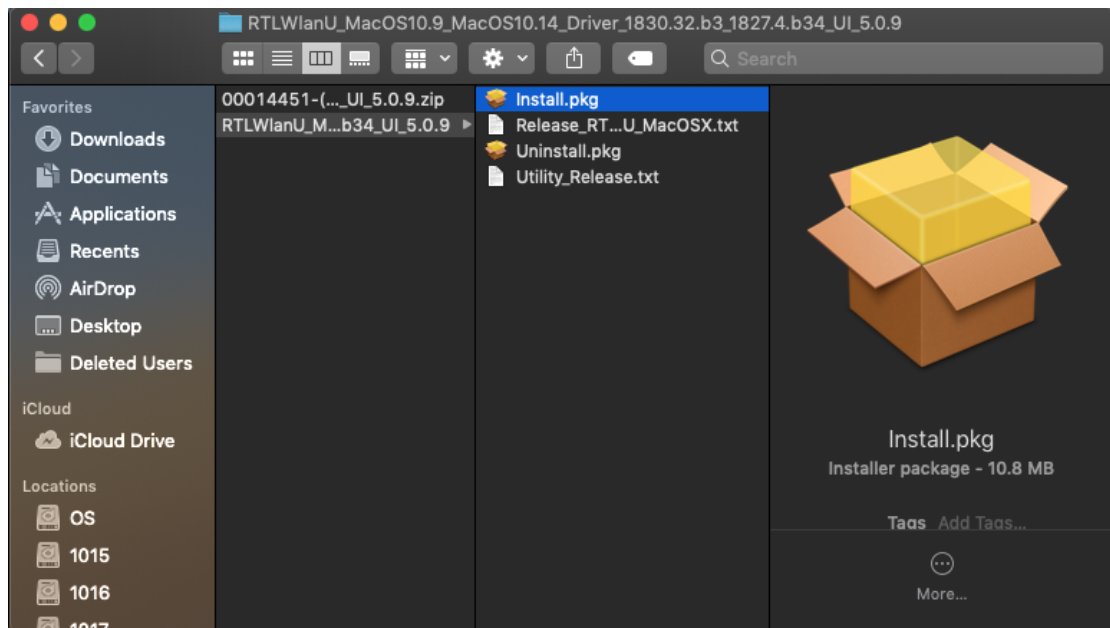 RTLWlanU_MacOS10.9_MacOS10.14_Driver_1830.32.b3_1827.4.b34_UI_5.0.9
Search
Favorites
Downloads
Documents
Applications
Recents
AirDrop
Desktop
Deleted Users
iCloud
iCloud Drive
Locations
OS
1015
1016
1017
00014451-(..._UI_5.0.9.zip
RTLWlanU_M...b34_UI_5.0.9
Install.pkg
Release_RT...U_MacOSX.txt
Uninstall.pkg
Utility_Release.txt
Install.pkg
Installer package - 10.8 MB
Tags Add Tags...
More...